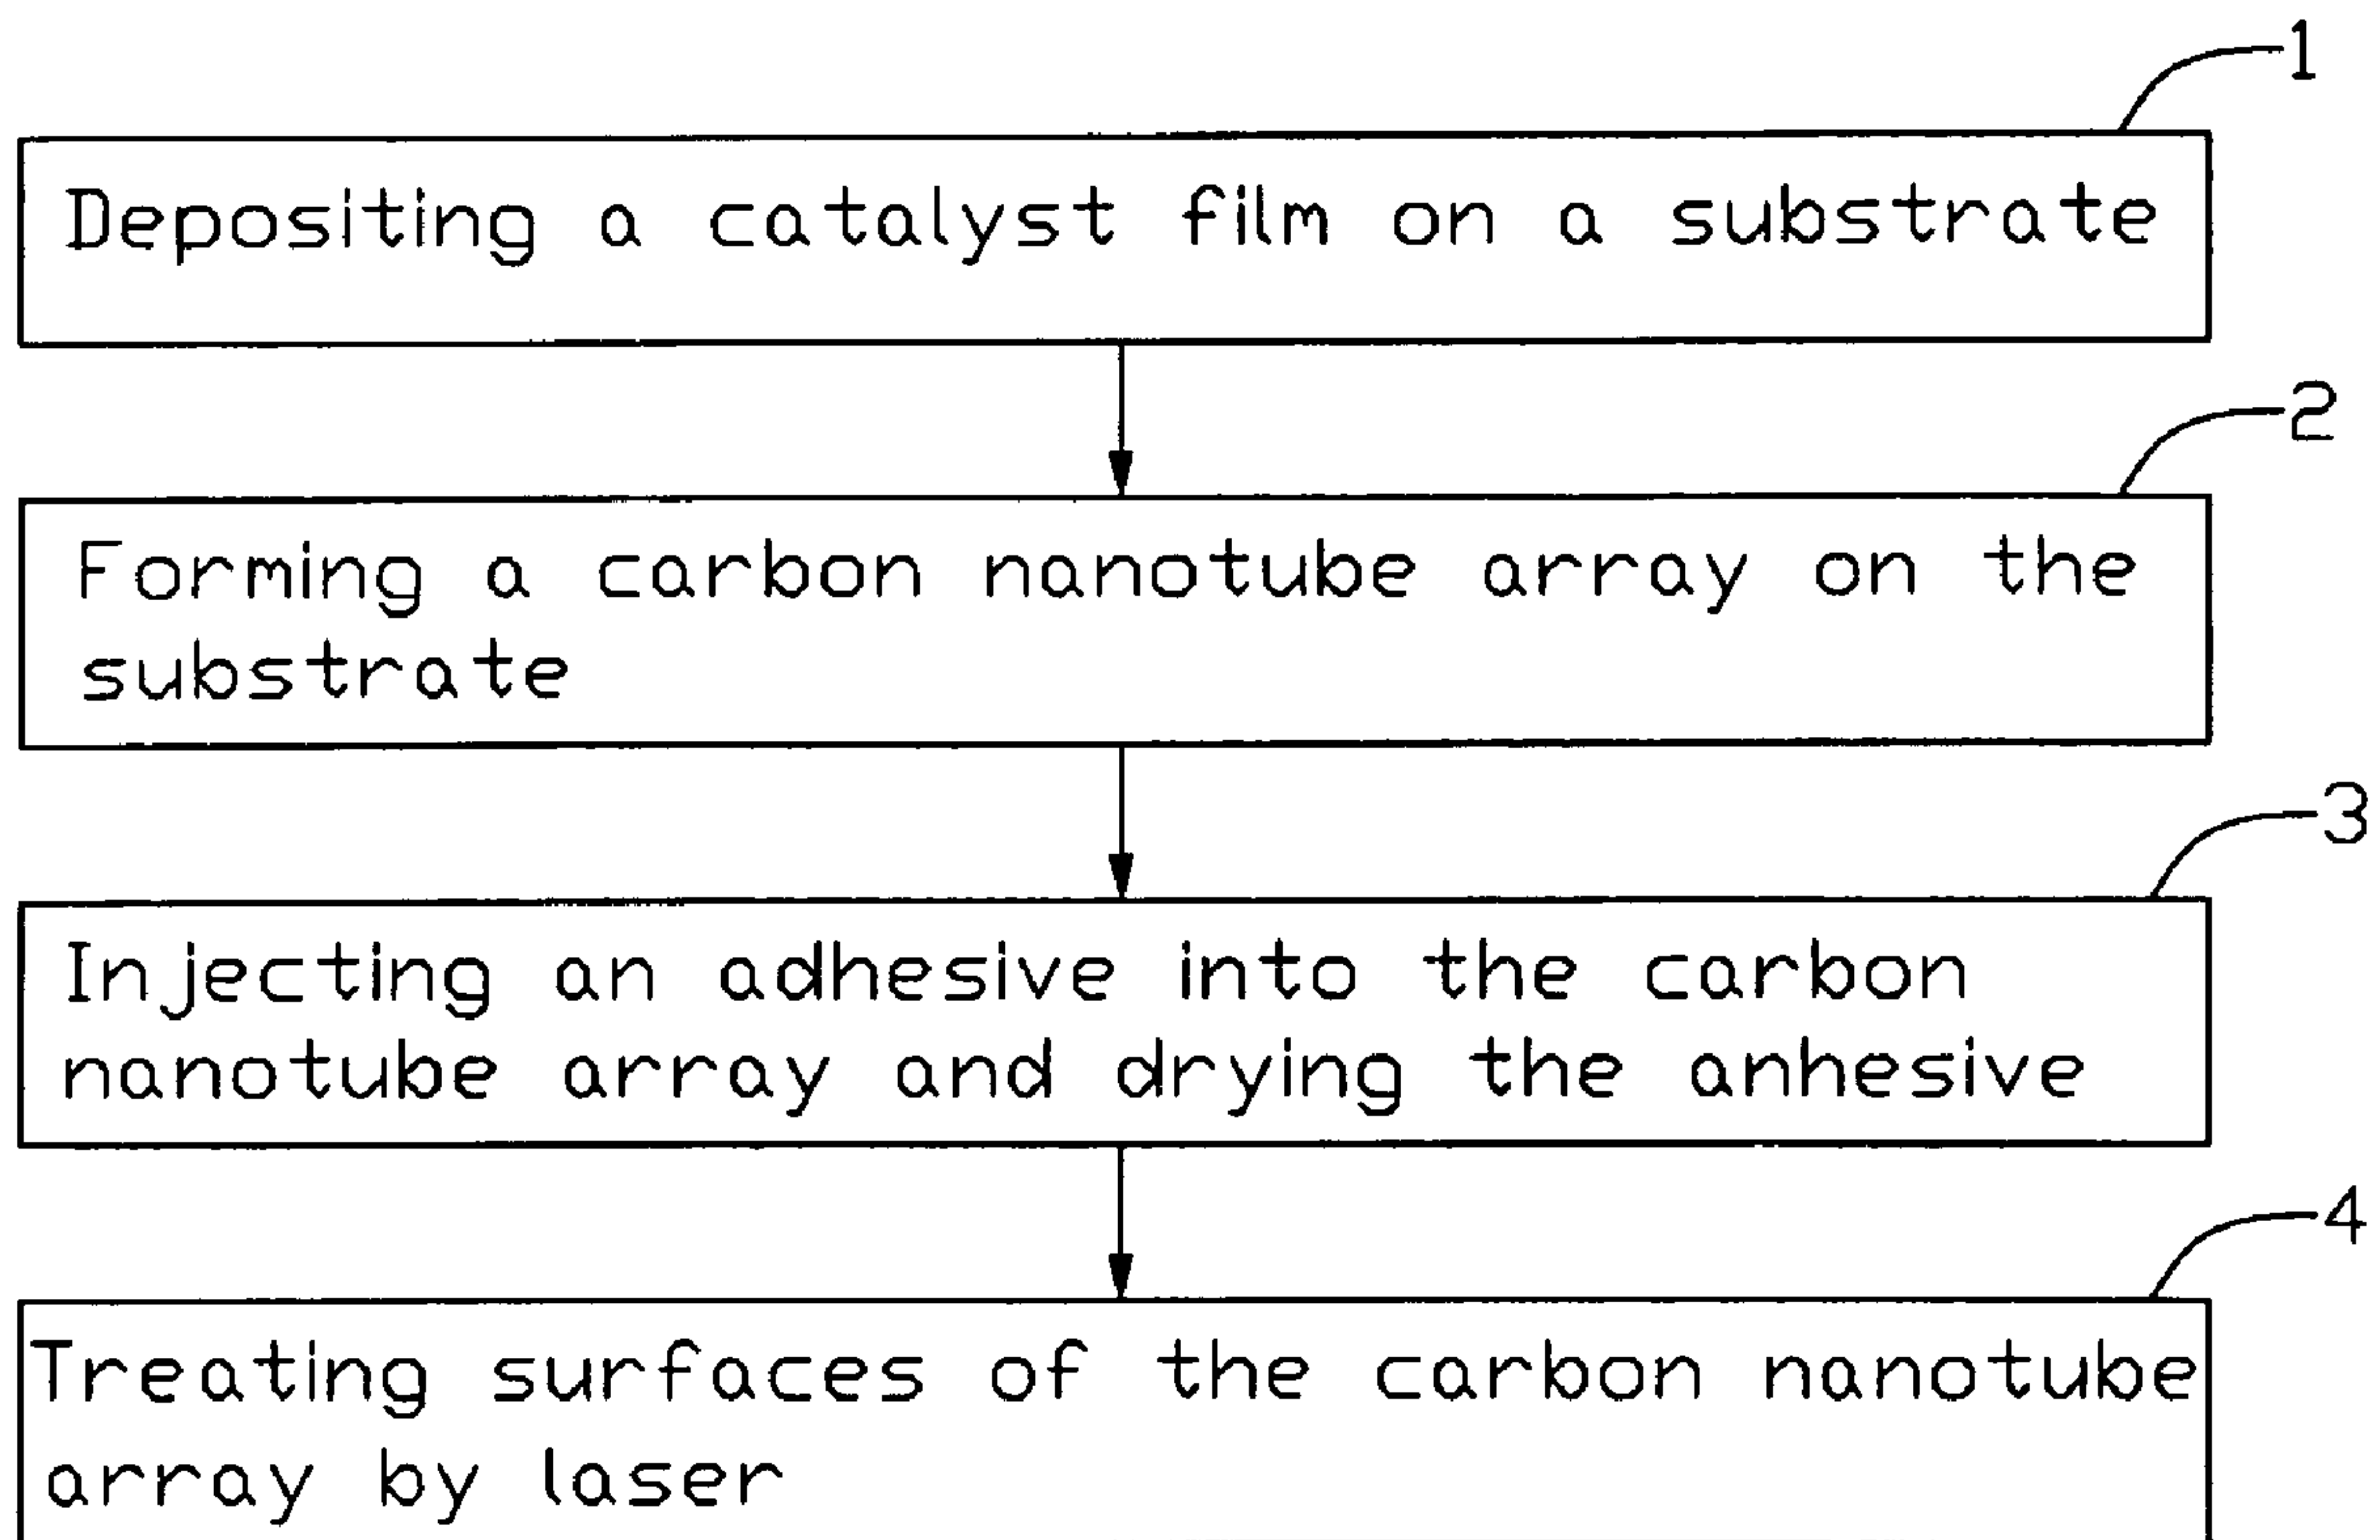 1
Depositing a catalyst film on a substrate
2
Forming a carbon nanotube array on the
substrate
3
Injecting an adhesive into the carbon
nanotube array and drying the anhesive
4
Treating surfaces of the carbon nanotube
array by laser